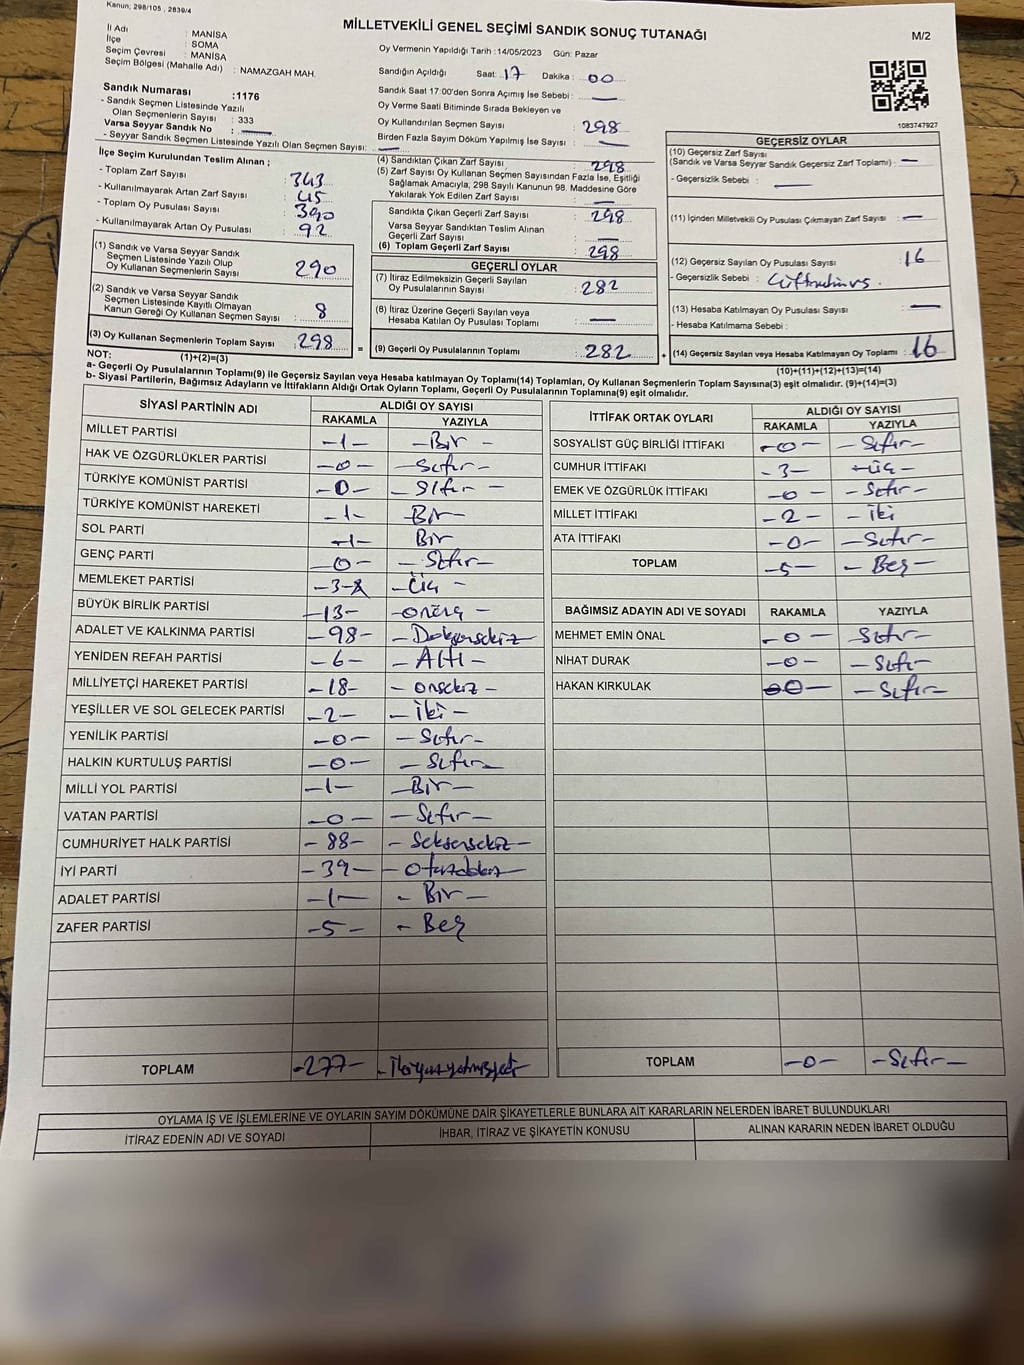 Kanun; 298/105 , 2839/4
MİLLETVEKİLİ GENEL SEÇİMİ SANDIK SONUÇ TUTANAĞI
M/2
İl Adı : MANİSA
İlçe : SOMA
Seçim Çevresi : MANİSA
Seçim Bölgesi (Mahalle Adı) : NAMAZGAH MAH.
Oy Vermenin Yapıldığı Tarih :14/05/2023 Gün: Pazar
Sandığın Açıldığı Saat: 17 Dakika : 00
Sandık Saat 17:00'den Sonra Açılmış İse Sebebi : —
Oy Verme Saati Bitiminde Sırada Bekleyen ve
Oy Kullandırılan Seçmen Sayısı : 298
Birden Fazla Sayım Döküm Yapılmış İse Sayısı : —
1083747927
Sandık Numarası :1176
- Sandık Seçmen Listesinde Yazılı
Olan Seçmenlerin Sayısı : 333
Varsa Seyyar Sandık No : —
- Seyyar Sandık Seçmen Listesinde Yazılı Olan Seçmen Sayısı: —
İlçe Seçim Kurulundan Teslim Alınan ;
- Toplam Zarf Sayısı : 343
- Kullanılmayarak Artan Zarf Sayısı : 45
- Toplam Oy Pusulası Sayısı : 390
- Kullanılmayarak Artan Oy Pusulası : 92
(1) Sandık ve Varsa Seyyar Sandık
Seçmen Listesinde Yazılı Olup
Oy Kullanan Seçmenlerin Sayısı : 290
(2) Sandık ve Varsa Seyyar Sandık
Seçmen Listesinde Kayıtlı Olmayan
Kanun Gereği Oy Kullanan Seçmen Sayısı : 8
(3) Oy Kullanan Seçmenlerin Toplam Sayısı : 298
(4) Sandıktan Çıkan Zarf Sayısı : 298
(5) Zarf Sayısı Oy Kullanan Seçmen Sayısından Fazla İse, Eşitliği
Sağlamak Amacıyla; 298 Sayılı Kanunun 98. Maddesine Göre
Yakılarak Yok Edilen Zarf Sayısı : —
Sandıkta Çıkan Geçerli Zarf Sayısı : 298
Varsa Seyyar Sandıktan Teslim Alınan
Geçerli Zarf Sayısı : —
(6) Toplam Geçerli Zarf Sayısı : 298
GEÇERLİ OYLAR
(7) İtiraz Edilmeksizin Geçerli Sayılan
Oy Pusulalarının Sayısı : 282
(8) İtiraz Üzerine Geçerli Sayılan veya
Hesaba Katılan Oy Pusulası Toplamı : —
= (9) Geçerli Oy Pusulalarının Toplamı : 282 +
GEÇERSİZ OYLAR
(10) Geçersiz Zarf Sayısı
(Sandık ve Varsa Seyyar Sandık Geçersiz Zarf Toplamı) : —
- Geçersizlik Sebebi : —
(11) İçinden Milletvekili Oy Pusulası Çıkmayan Zarf Sayısı : —
(12) Geçersiz Sayılan Oy Pusulası Sayısı : 16
- Geçersizlik Sebebi :
(13) Hesaba Katılmayan Oy Pusulası Sayısı : —
- Hesaba Katılmama Sebebi :
(14) Geçersiz Sayılan veya Hesaba Katılmayan Oy Toplamı : 16
NOT: (1)+(2)=(3)
(10)+(11)+(12)+(13)=(14)
a- Geçerli Oy Pusulalarının Toplamı(9) ile Geçersiz Sayılan veya Hesaba katılmayan Oy Toplamı(14) Toplamları, Oy Kullanan Seçmenlerin Toplam Sayısına(3) eşit olmalıdır. (9)+(14)=(3)
b- Siyasi Partilerin, Bağımsız Adayların ve İttifakların Aldığı Ortak Oyların Toplamı, Geçerli Oy Pusulalarının Toplamına(9) eşit olmalıdır.
SİYASİ PARTİNİN ADI ALDIĞI OY SAYISI
RAKAMLA YAZIYLA
MİLLET PARTİSİ -1- -Bir-
HAK VE ÖZGÜRLÜKLER PARTİSİ -0- -Sıfır-
TÜRKİYE KOMÜNİST PARTİSİ -0- -Sıfır-
TÜRKİYE KOMÜNİST HAREKETİ -1- -Bir-
SOL PARTİ -1- Bir
GENÇ PARTİ -0- -Sıfır-
MEMLEKET PARTİSİ -3- -Üç-
BÜYÜK BİRLİK PARTİSİ -13- -onüç-
ADALET VE KALKINMA PARTİSİ -98- -Doksansekiz-
YENİDEN REFAH PARTİSİ -6- -Altı-
MİLLİYETÇİ HAREKET PARTİSİ -18- -onsekiz-
YEŞİLLER VE SOL GELECEK PARTİSİ -2- -İki-
YENİLİK PARTİSİ -0- -Sıfır-
HALKIN KURTULUŞ PARTİSİ -0- -Sıfır-
MİLLİ YOL PARTİSİ -1- -Bir-
VATAN PARTİSİ -0- -Sıfır-
CUMHURİYET HALK PARTİSİ -88- -Seksensekiz-
İYİ PARTİ -39- -Otuzdokuz-
ADALET PARTİSİ -1- -Bir-
ZAFER PARTİSİ -5- -Beş
TOPLAM -277- -İkiyüzyetmişyedi-
İTTİFAK ORTAK OYLARI ALDIĞI OY SAYISI
RAKAMLA YAZIYLA
SOSYALİST GÜÇ BİRLİĞİ İTTİFAKI -0- -Sıfır-
CUMHUR İTTİFAKI -3- -üç-
EMEK VE ÖZGÜRLÜK İTTİFAKI -0- -Sıfır-
MİLLET İTTİFAKI -2- -İki
ATA İTTİFAKI -0- -Sıfır-
TOPLAM -5- -Beş-
BAĞIMSIZ ADAYIN ADI VE SOYADI RAKAMLA YAZIYLA
MEHMET EMİN ÖNAL -0- Sıfır-
NİHAT DURAK -0- -Sıfır-
HAKAN KIRKULAK -0- -Sıfır-
TOPLAM -0- -Sıfır-
OYLAMA İŞ VE İŞLEMLERİNE VE OYLARIN SAYIM DÖKÜMÜNE DAİR ŞİKAYETLERLE BUNLARA AİT KARARLARIN NELERDEN İBARET BULUNDUKLARI
İTİRAZ EDENİN ADI VE SOYADI İHBAR, İTİRAZ VE ŞİKAYETİN KONUSU ALINAN KARARIN NEDEN İBARET OLDUĞU